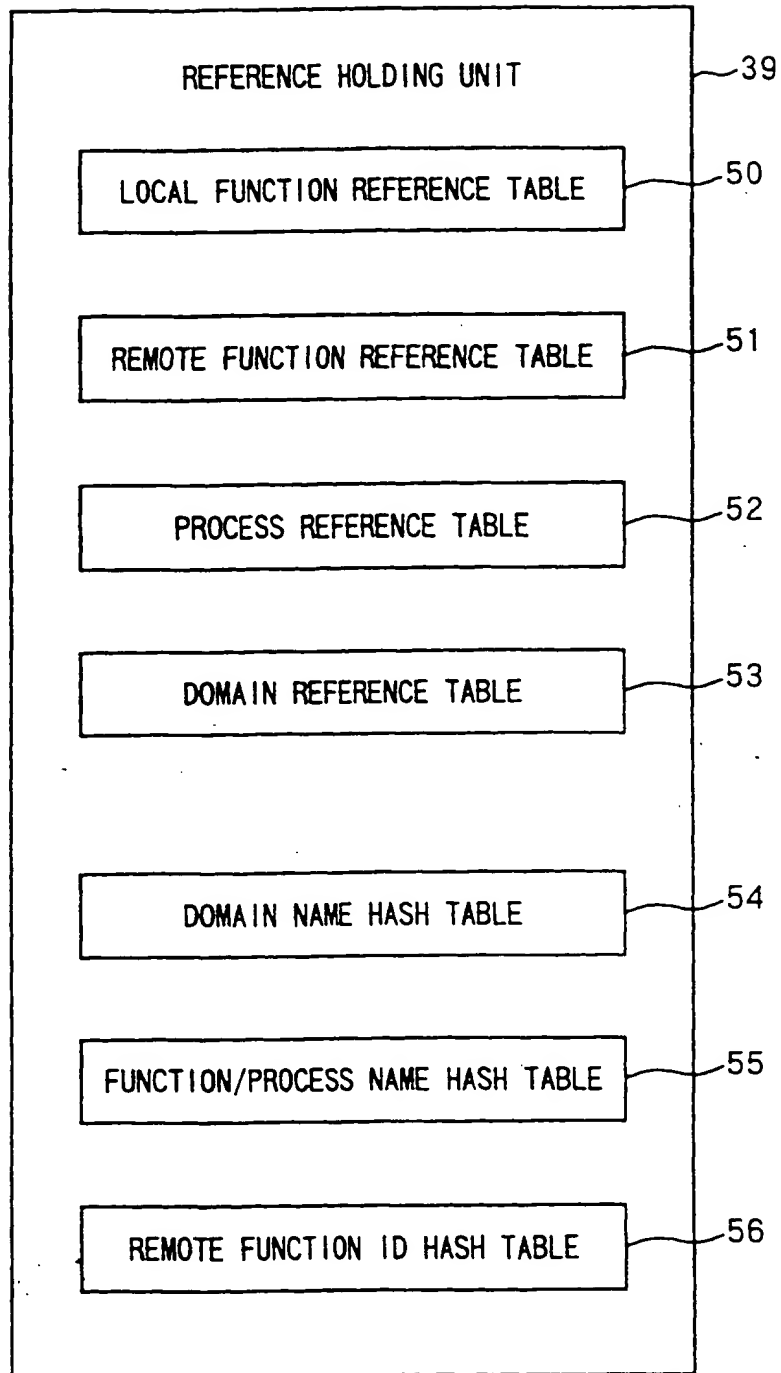 REFERENCE HOLDING UNIT
39
LOCAL FUNCTION REFERENCE TABLE
50
REMOTE FUNCTION REFERENCE TABLE
51
PROCESS REFERENCE TABLE
52
DOMAIN REFERENCE TABLE
53
DOMAIN NAME HASH TABLE
54
FUNCTION/PROCESS NAME HASH TABLE
55
REMOTE FUNCTION ID HASH TABLE
56